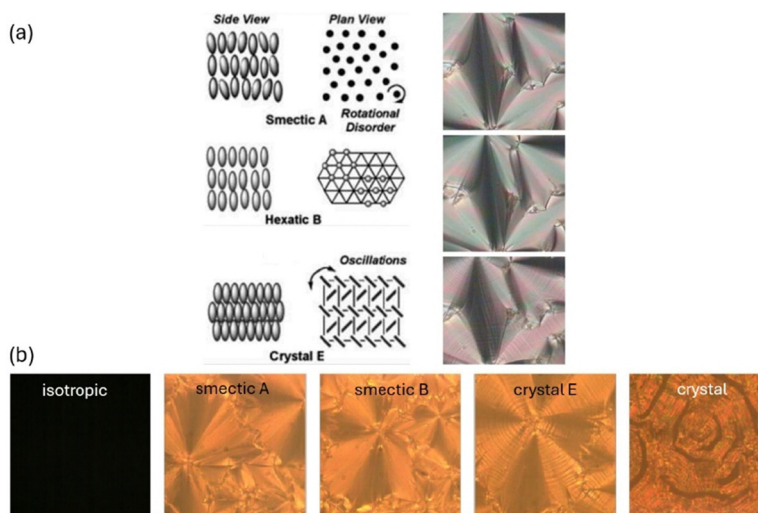 (a)
Side View Plan View
Smectic A
Rotational
Disorder
Hexatic B
Oscillations
Crystal E
(b)
isotropic smectic A smectic B crystal E crystal